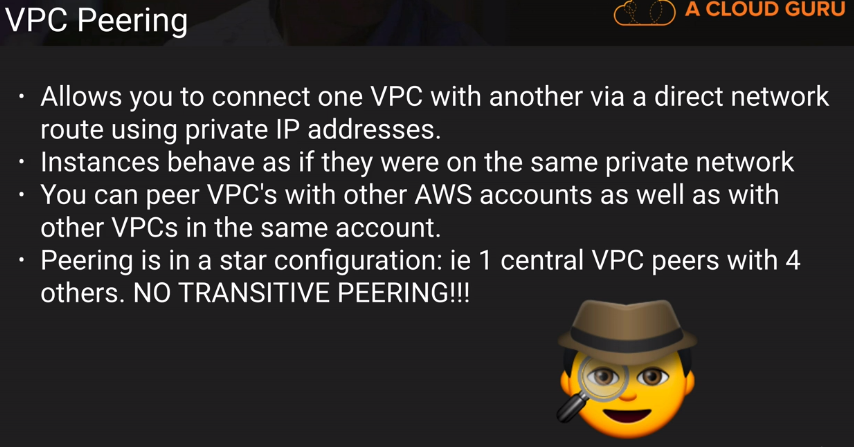 VPC Peering
A CLOUD GURU
· Allows you to connect one VPC with another via a direct network
route using private IP addresses.
· Instances behave as if they were on the same private network
· You can peer VPC's with other AWS accounts as well as with
other VPCs in the same account.
· Peering is in a star configuration: ie 1 central VPC peers with 4
others. NO TRANSITIVE PEERING!!!